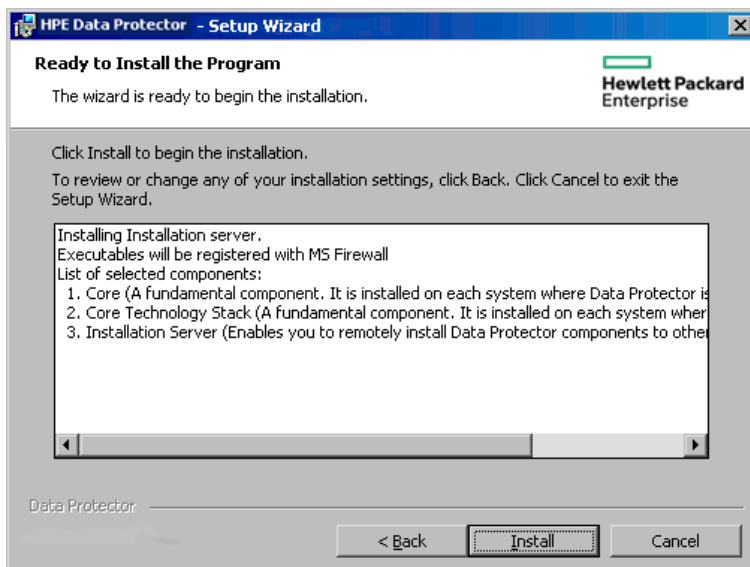 HPE Data Protector - Setup Wizard
Ready to Install the Program
The wizard is ready to begin the installation.
Hewlett Packard
Enterprise
Click Install to begin the installation.
To review or change any of your installation settings, click Back. Click Cancel to exit the
Setup Wizard.
Installing Installation server.
Executables will be registered with MS Firewall
List of selected components:
1. Core (A fundamental component. It is installed on each system where Data Protector is
2. Core Technology Stack (A fundamental component. It is installed on each system wher
3. Installation Server (Enables you to remotely install Data Protector components to other
Data Protector
< Back
Install
Cancel